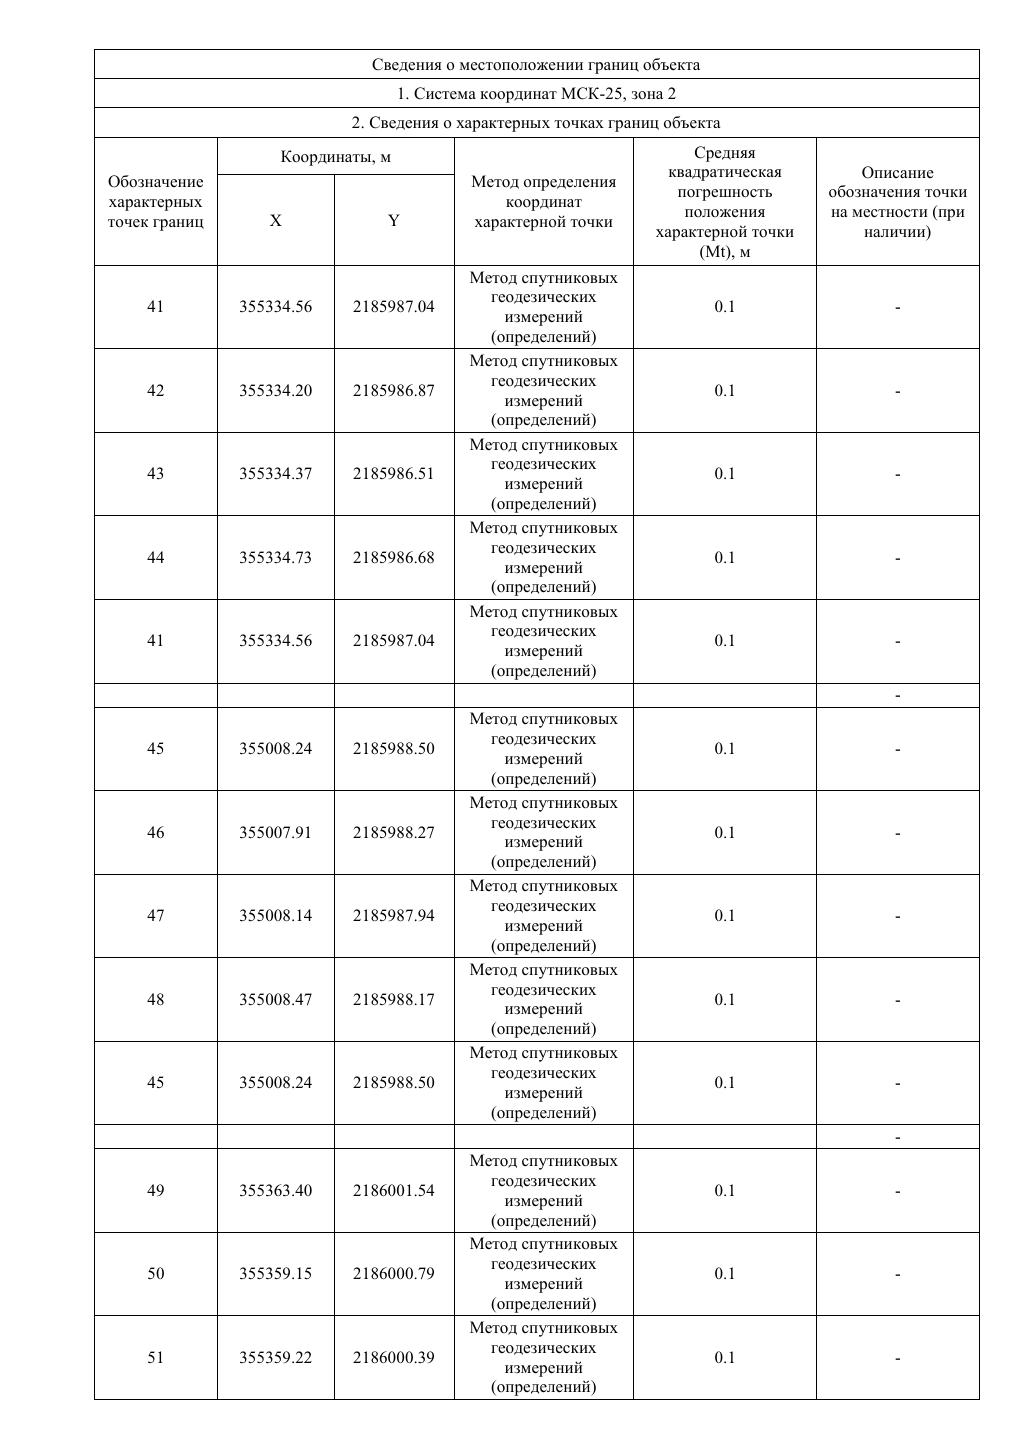 Сведения о местоположении границ объекта
1. Система координат МСК-25, зона 2
2. Сведения о характерных точках границ объекта
Обозначение
характерных
точек границ
Координаты, м
X
Y
Метод определения
координат
характерной точки
Средняя
квадратическая
погрешность
положения
характерной точки
(Mt), м
Описание
обозначения точки
на местности (при
наличии)
41 355334.56 2185987.04 Метод спутниковых
геодезических
измерений
(определений) 0.1 -
42 355334.20 2185986.87 Метод спутниковых
геодезических
измерений
(определений) 0.1 -
43 355334.37 2185986.51 Метод спутниковых
геодезических
измерений
(определений) 0.1 -
44 355334.73 2185986.68 Метод спутниковых
геодезических
измерений
(определений) 0.1 -
41 355334.56 2185987.04 Метод спутниковых
геодезических
измерений
(определений) 0.1 -
-
45 355008.24 2185988.50 Метод спутниковых
геодезических
измерений
(определений) 0.1 -
46 355007.91 2185988.27 Метод спутниковых
геодезических
измерений
(определений) 0.1 -
47 355008.14 2185987.94 Метод спутниковых
геодезических
измерений
(определений) 0.1 -
48 355008.47 2185988.17 Метод спутниковых
геодезических
измерений
(определений) 0.1 -
45 355008.24 2185988.50 Метод спутниковых
геодезических
измерений
(определений) 0.1 -
-
49 355363.40 2186001.54 Метод спутниковых
геодезических
измерений
(определений) 0.1 -
50 355359.15 2186000.79 Метод спутниковых
геодезических
измерений
(определений) 0.1 -
51 355359.22 2186000.39 Метод спутниковых
геодезических
измерений
(определений) 0.1 -